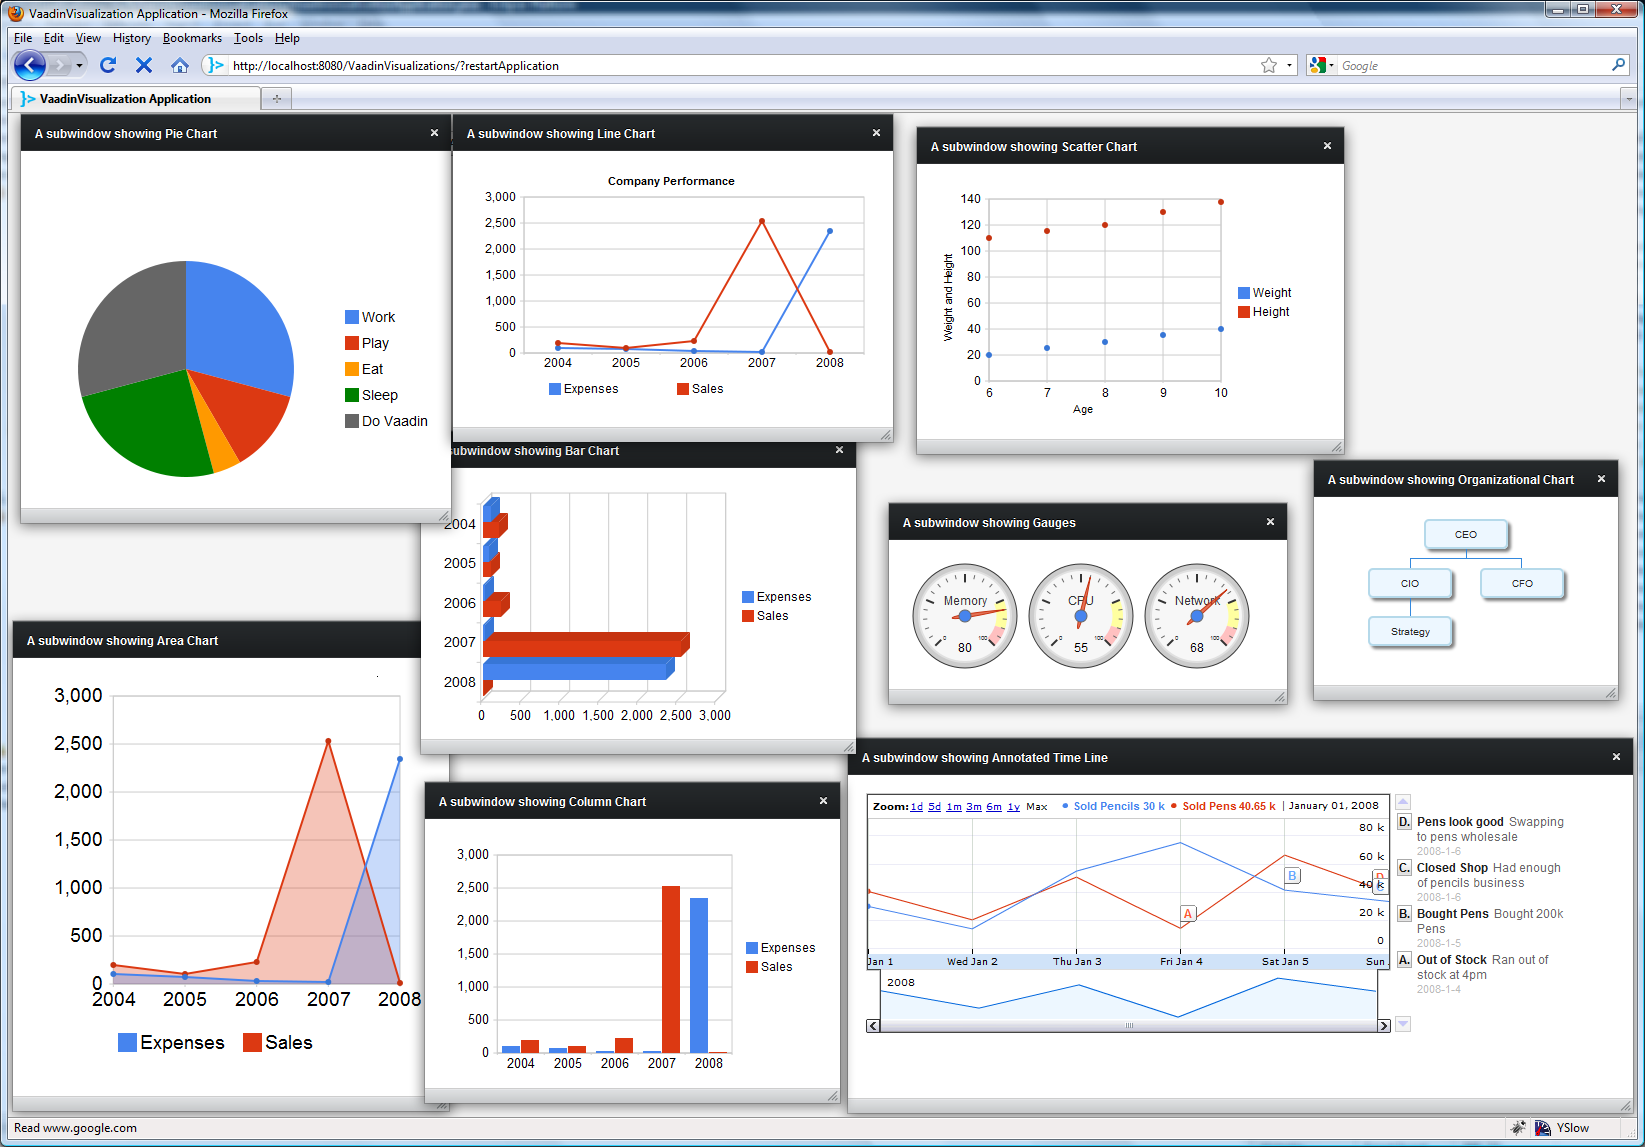 VaadinVisualization Application - Mozilla Firefox
File Edit View History Bookmarks Tools Help
http://localhost:8080/VaadinVisualizations/?restartApplication
Google
VaadinVisualization Application
A subwindow showing Pie Chart
Work
Play
Eat
Sleep
Do Vaadin
A subwindow showing Line Chart
Company Performance
3,000
2,500
2,000
1,500
1,000
500
0
2004 2005 2006 2007 2008
Expenses Sales
A subwindow showing Scatter Chart
Weight and Height
140
120
100
80
60
40
20
0
6 7 8 9 10
Age
Weight
Height
subwindow showing Bar Chart
2004
2005
2006
2007
2008
0 500 1,000 1,500 2,000 2,500 3,000
Expenses
Sales
A subwindow showing Gauges
Memory CPU Network
0 100 0 100 0 100
80 55 68
A subwindow showing Organizational Chart
CEO
CIO CFO
Strategy
A subwindow showing Area Chart
3,000
2,500
2,000
1,500
1,000
500
0
2004 2005 2006 2007 2008
Expenses Sales
A subwindow showing Column Chart
3,000
2,500
2,000
1,500
1,000
500
0
2004 2005 2006 2007 2008
Expenses
Sales
A subwindow showing Annotated Time Line
Zoom: 1d 5d 1m 3m 6m 1y Max Sold Pencils 30 k Sold Pens 40.65 k | January 01, 2008
80 k
60 k
40 k
20 k
0
A
B
D
C
Jan 1 Wed Jan 2 Thu Jan 3 Fri Jan 4 Sat Jan 5 Sun
2008
D. Pens look good Swapping
to pens wholesale
2008-1-6
C. Closed Shop Had enough
of pencils business
2008-1-6
B. Bought Pens Bought 200k
Pens
2008-1-5
A. Out of Stock Ran out of
stock at 4pm
2008-1-4
Read www.google.com
YSlow